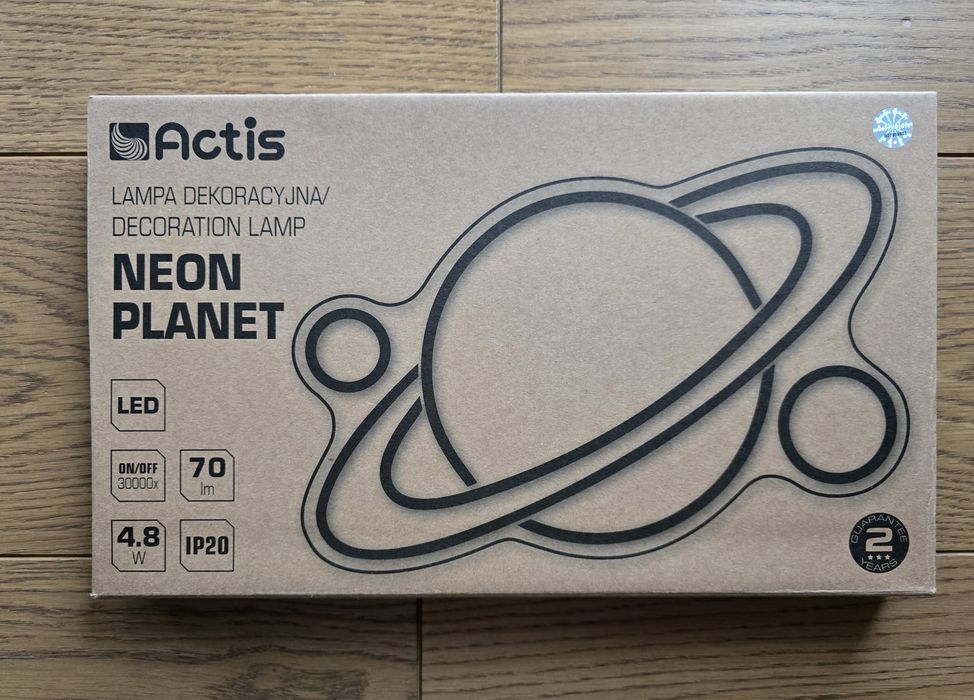 Actis
LAMPA DEKORACYJNA/
DECORATION LAMP
NEON
PLANET
LED
ON/OFF
30000x
70
lm
4.8
W
IP20
GUARANTEE
2
YEARS